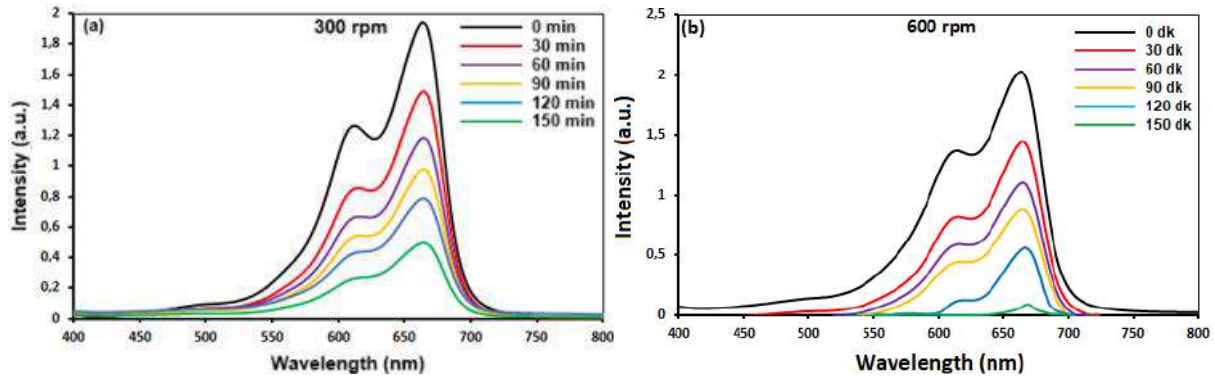 (a)
300 rpm
0 min
30 min
60 min
90 min
120 min
150 min
2
1,8
1,6
1,4
1,2
1
0,8
0,6
0,4
0,2
0
400 450 500 550 600 650 700 750 800
Wavelength (nm)
Intensity (a.u.)
(b)
600 rpm
0 dk
30 dk
60 dk
90 dk
120 dk
150 dk
2,5
2
1,5
1
0,5
0
400 450 500 550 600 650 700 750 800
Wavelength (nm)
Intensity (a.u.)